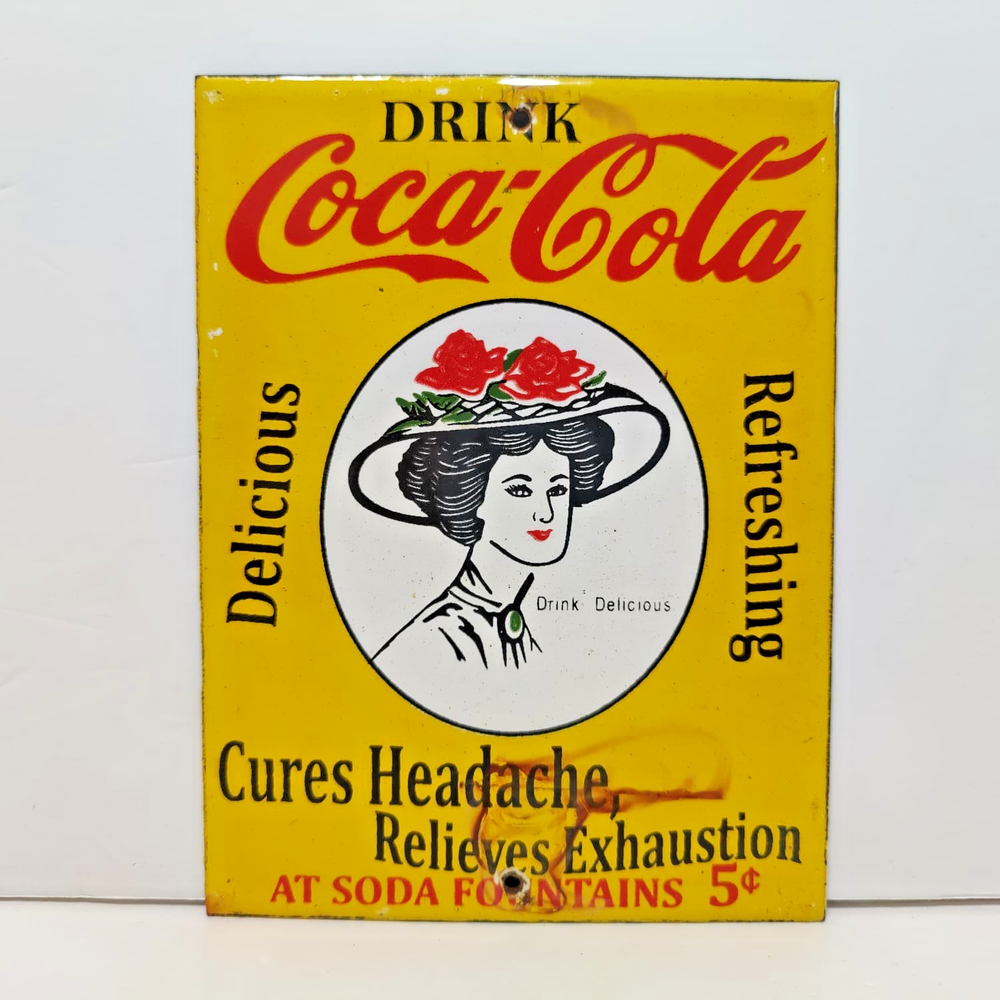 DRINK
Coca-Cola
Delicious
Refreshing
Drink Delicious
Cures Headache,
Relieves Exhaustion
AT SODA FOUNTAINS 5¢